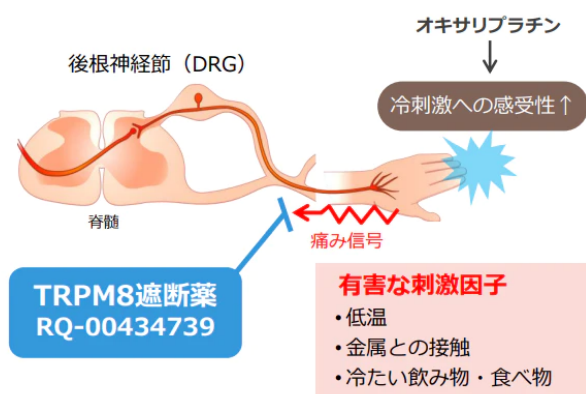 オキサリプラチン
後根神経節（DRG）
冷刺激への感受性↑
脊髄
痛み信号
TRPM8遮断薬
RQ-00434739
有害な刺激因子
・低温
・金属との接触
・冷たい飲み物・食べ物